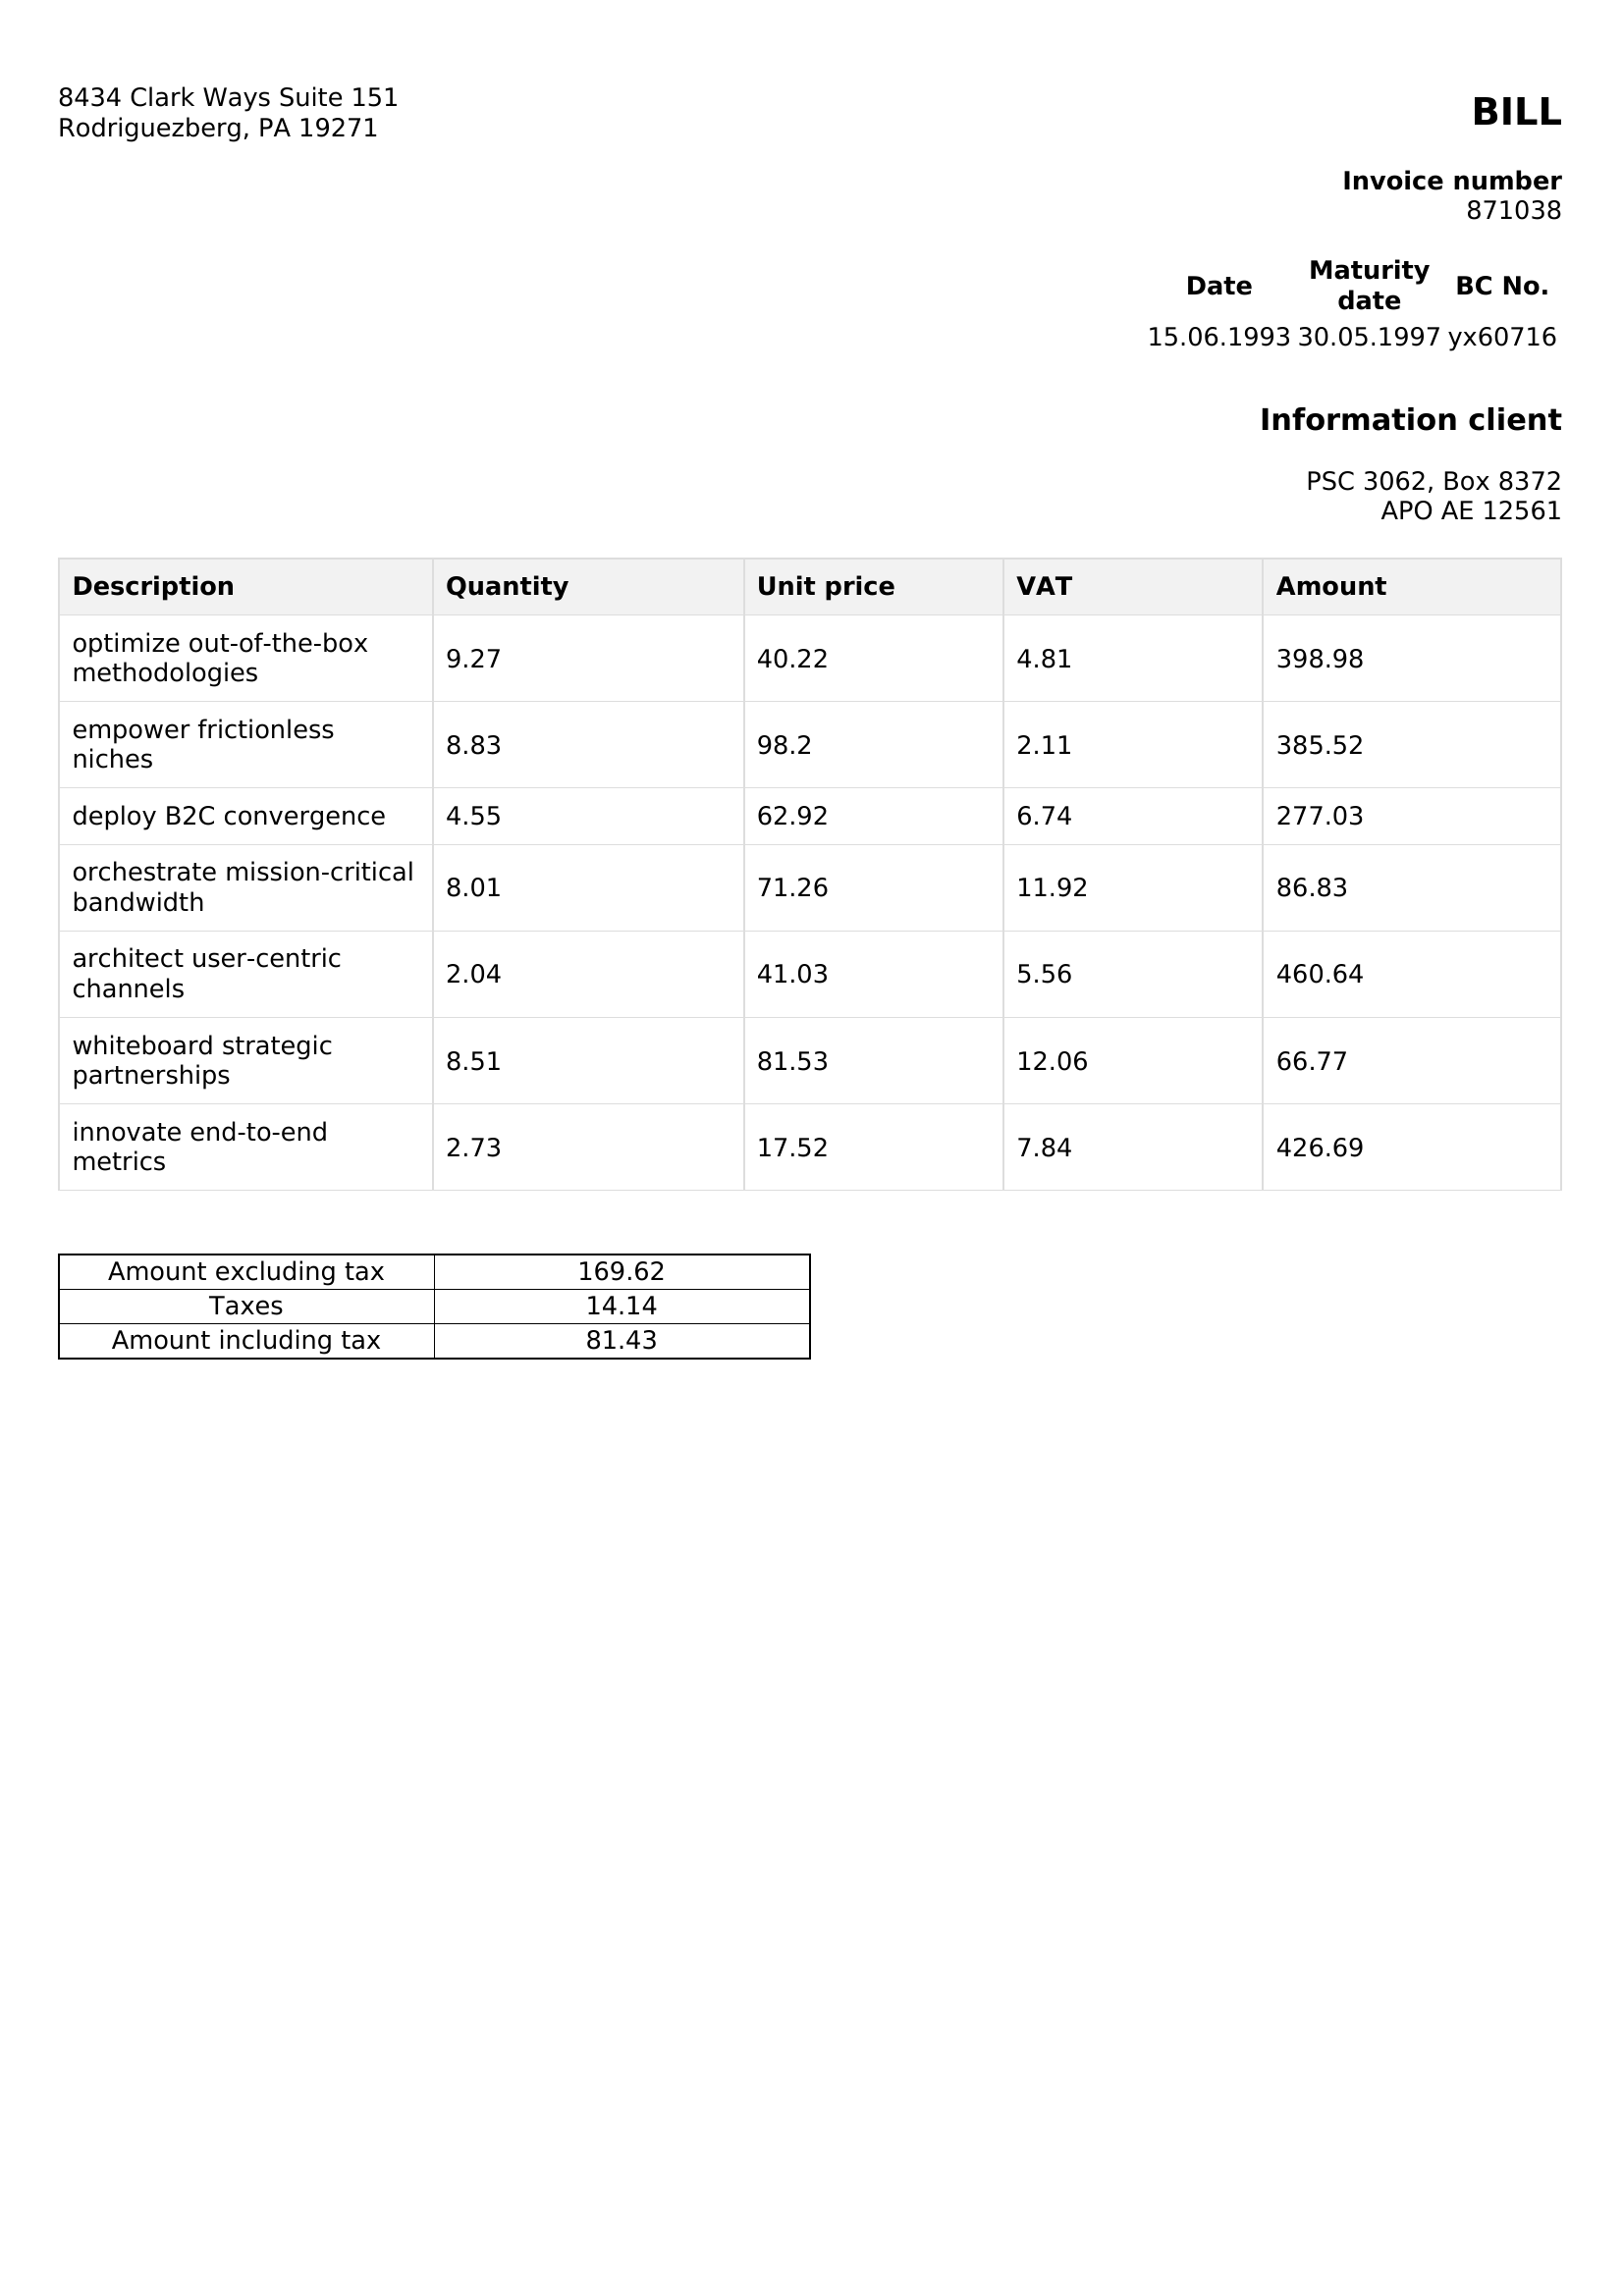 8434 Clark Ways Suite 151
Rodriguezberg, PA 19271
BILL
Invoice number
871038
Date Maturity date BC No.
15.06.1993 30.05.1997 yx60716
Information client
PSC 3062, Box 8372
APO AE 12561
Description Quantity Unit price VAT Amount
optimize out-of-the-box
methodologies 9.27 40.22 4.81 398.98
empower frictionless
niches 8.83 98.2 2.11 385.52
deploy B2C convergence 4.55 62.92 6.74 277.03
orchestrate mission-critical
bandwidth 8.01 71.26 11.92 86.83
architect user-centric
channels 2.04 41.03 5.56 460.64
whiteboard strategic
partnerships 8.51 81.53 12.06 66.77
innovate end-to-end
metrics 2.73 17.52 7.84 426.69
Amount excluding tax 169.62
Taxes 14.14
Amount including tax 81.43